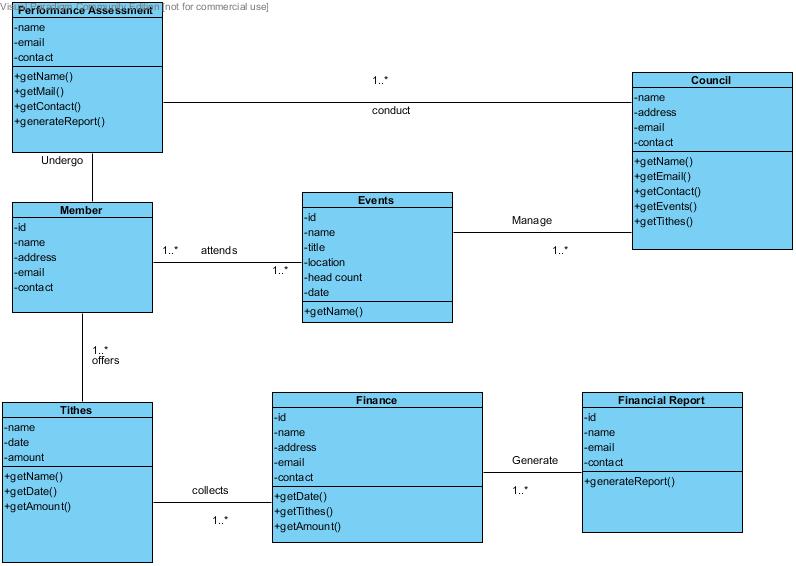 Visual Paradigm Community Edition [not for commercial use]
Performance Assessment
-name
-email
-contact
+getName()
+getMail()
+getContact()
+generateReport()
1..*
conduct
Council
-name
-address
-email
-contact
+getName()
+getEmail()
+getContact()
+getEvents()
+getTithes()
Undergo
Member
-id
-name
-address
-email
-contact
1..*
attends
1..*
Events
-id
-name
-title
-location
-head count
-date
+getName()
Manage
1..*
1..*
offers
Tithes
-name
-date
-amount
+getName()
+getDate()
+getAmount()
collects
1..*
Finance
-id
-name
-address
-email
-contact
+getDate()
+getTithes()
+getAmount()
Generate
1..*
Financial Report
-id
-name
-email
-contact
+generateReport()